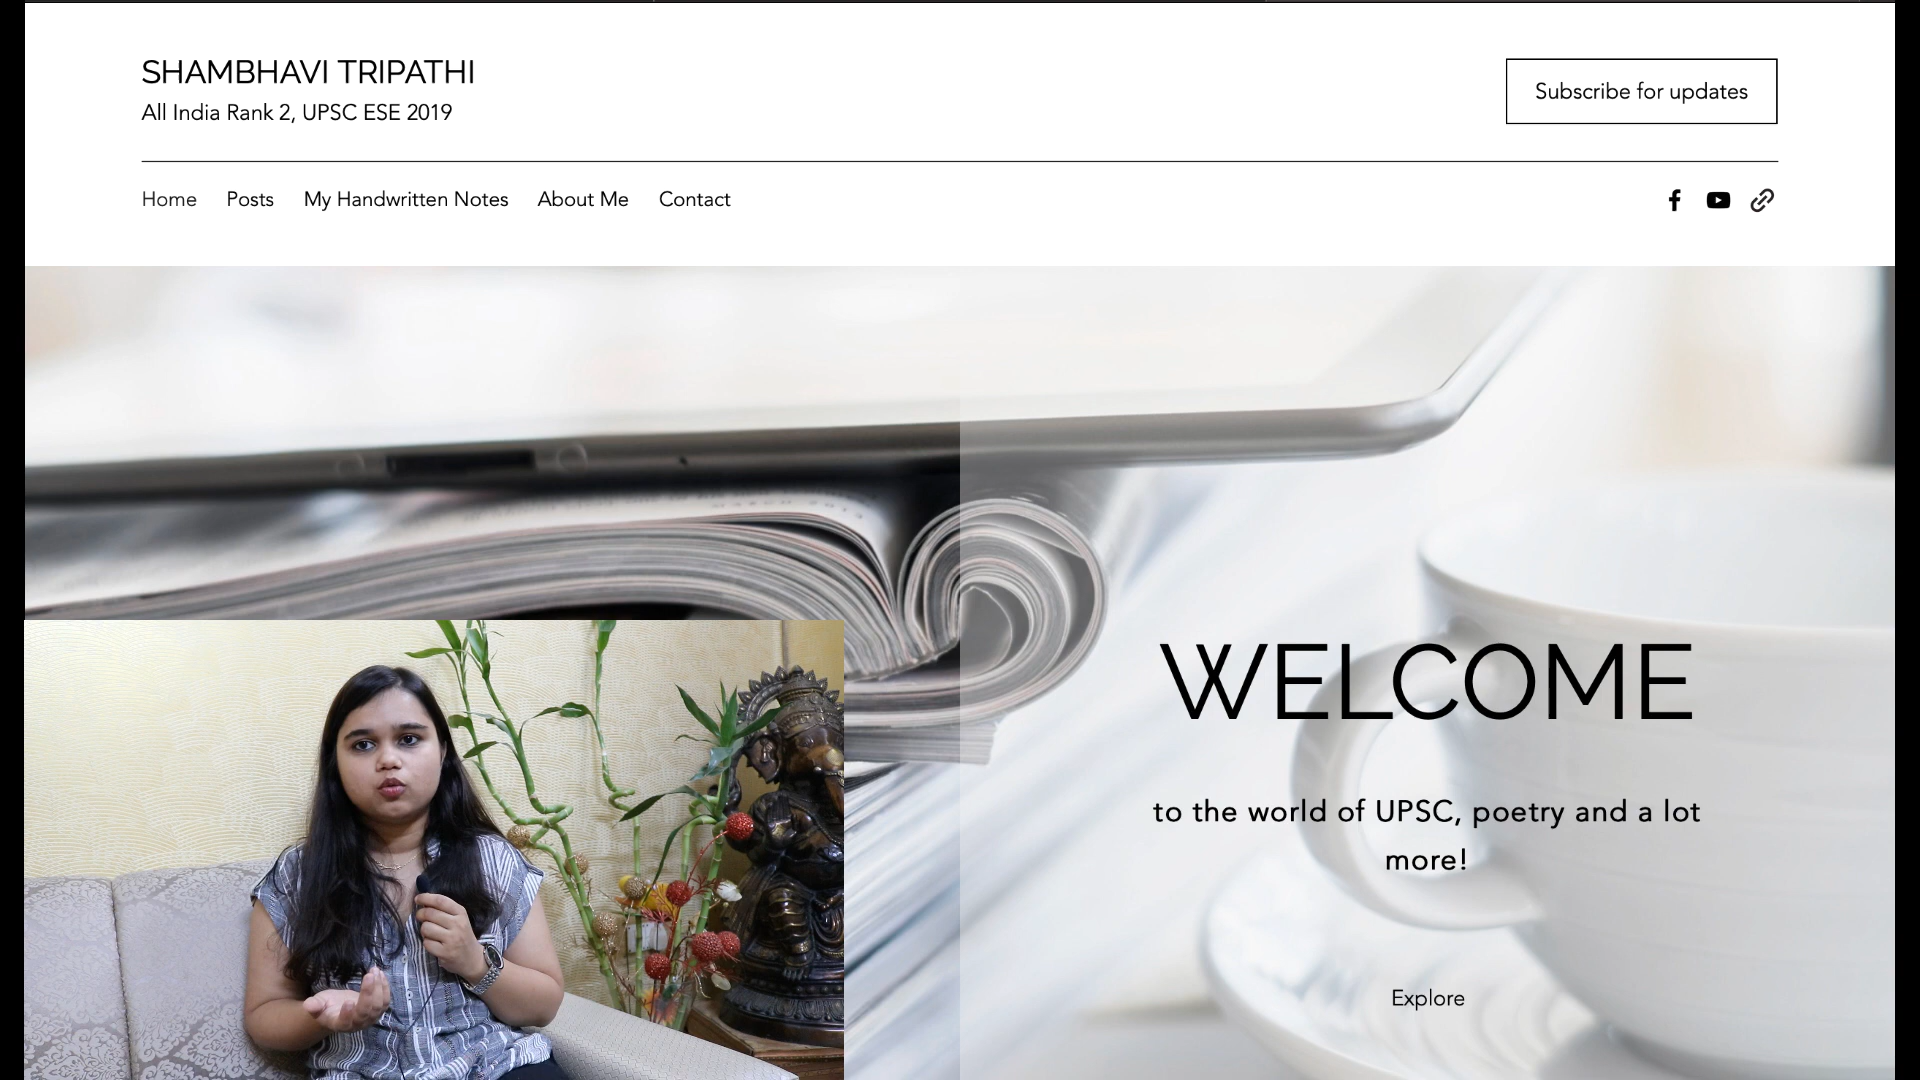 SHAMBHAVI TRIPATHI
All India Rank 2, UPSC ESE 2019
Subscribe for updates
Home Posts My Handwritten Notes About Me Contact
WELCOME
to the world of UPSC, poetry and a lot
more!
Explore